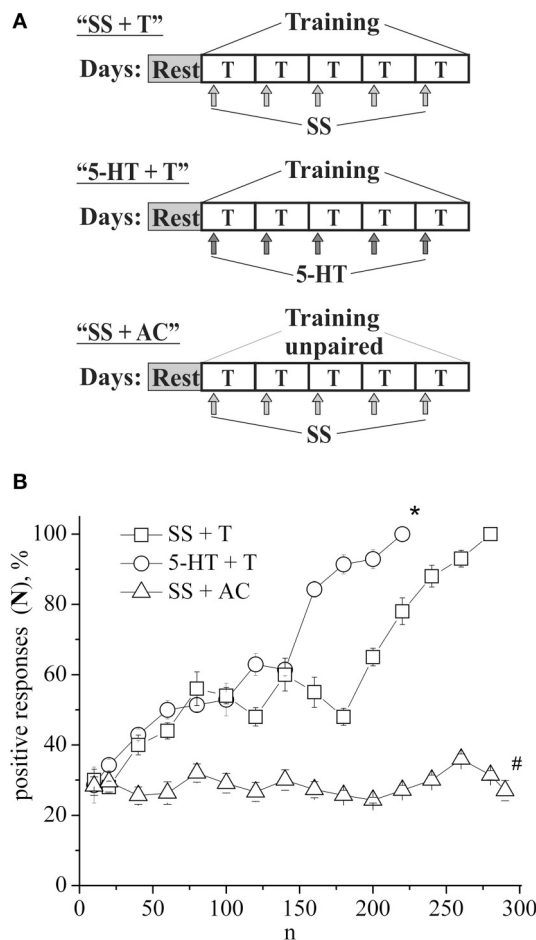 A
“SS + T”
Training
Days: Rest T T T T T
SS
“5-HT + T”
Training
Days: Rest T T T T T
5-HT
“SS + AC”
Training
unpaired
Days: Rest T T T T T
SS
B
*
100
SS + T
5-HT + T
80
SS + AC
60
40
#
20
0
positive responses (N), %
0 50 100 150 200 250 300
n